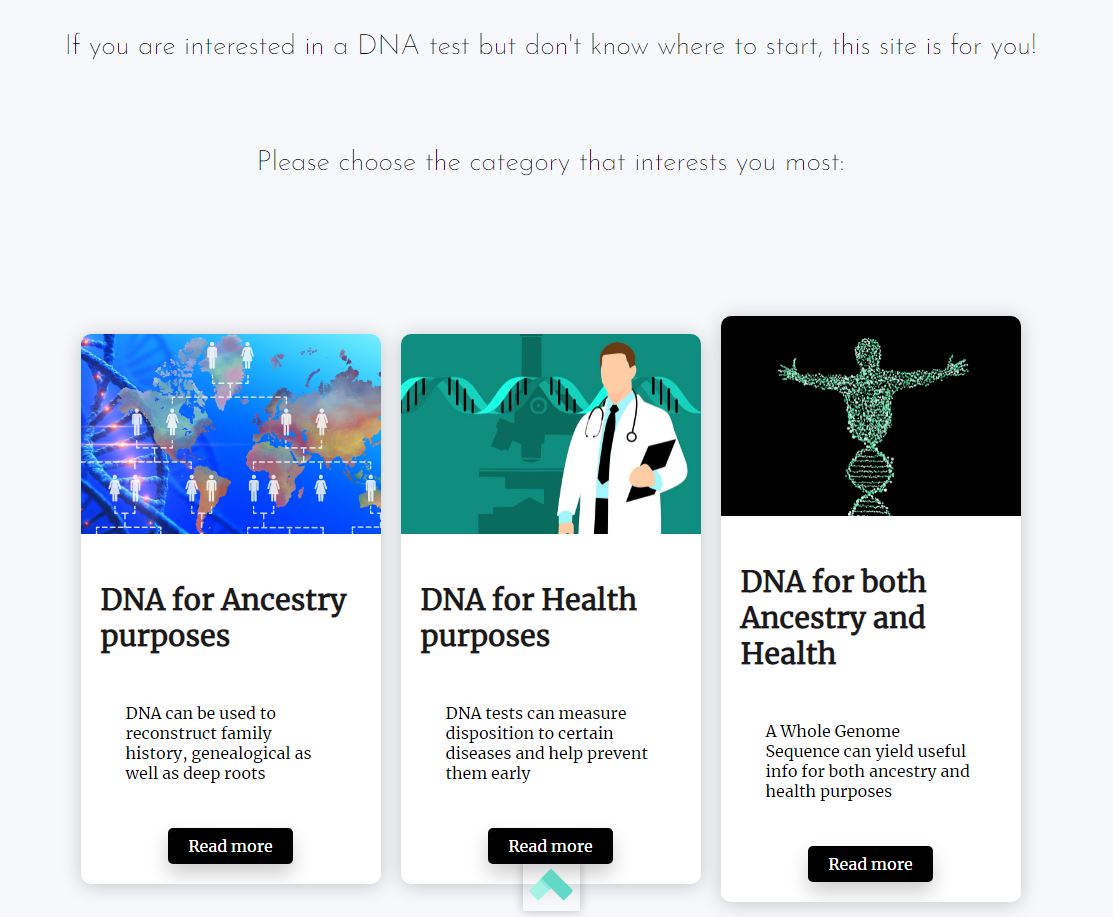 If you are interested in a DNA test but don't know where to start, this site is for you!
Please choose the category that interests you most:
DNA for Ancestry
purposes
DNA can be used to
reconstruct family
history, genealogical as
well as deep roots
Read more
DNA for Health
purposes
DNA tests can measure
disposition to certain
diseases and help prevent
them early
Read more
DNA for both
Ancestry and
Health
A Whole Genome
Sequence can yield useful
info for both ancestry and
health purposes
Read more